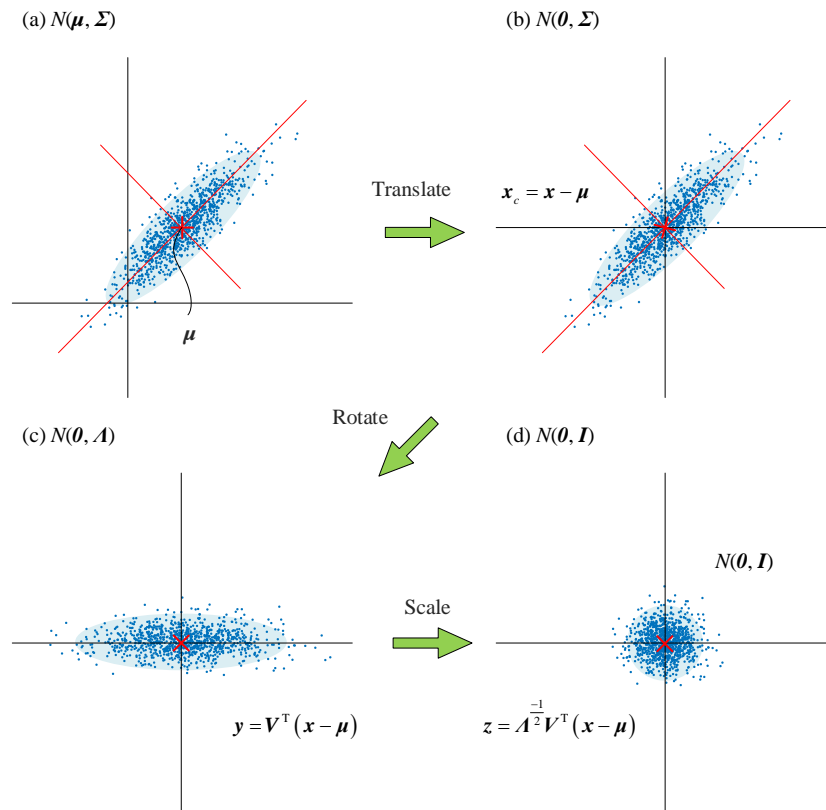 (a) N(μ, Σ)
(b) N(0, Σ)
Translate
x_c = x − μ
μ
Rotate
(c) N(0, Λ)
(d) N(0, I)
N(0, I)
Scale
y = V^T (x − μ)
z = Λ^(-1/2) V^T (x − μ)